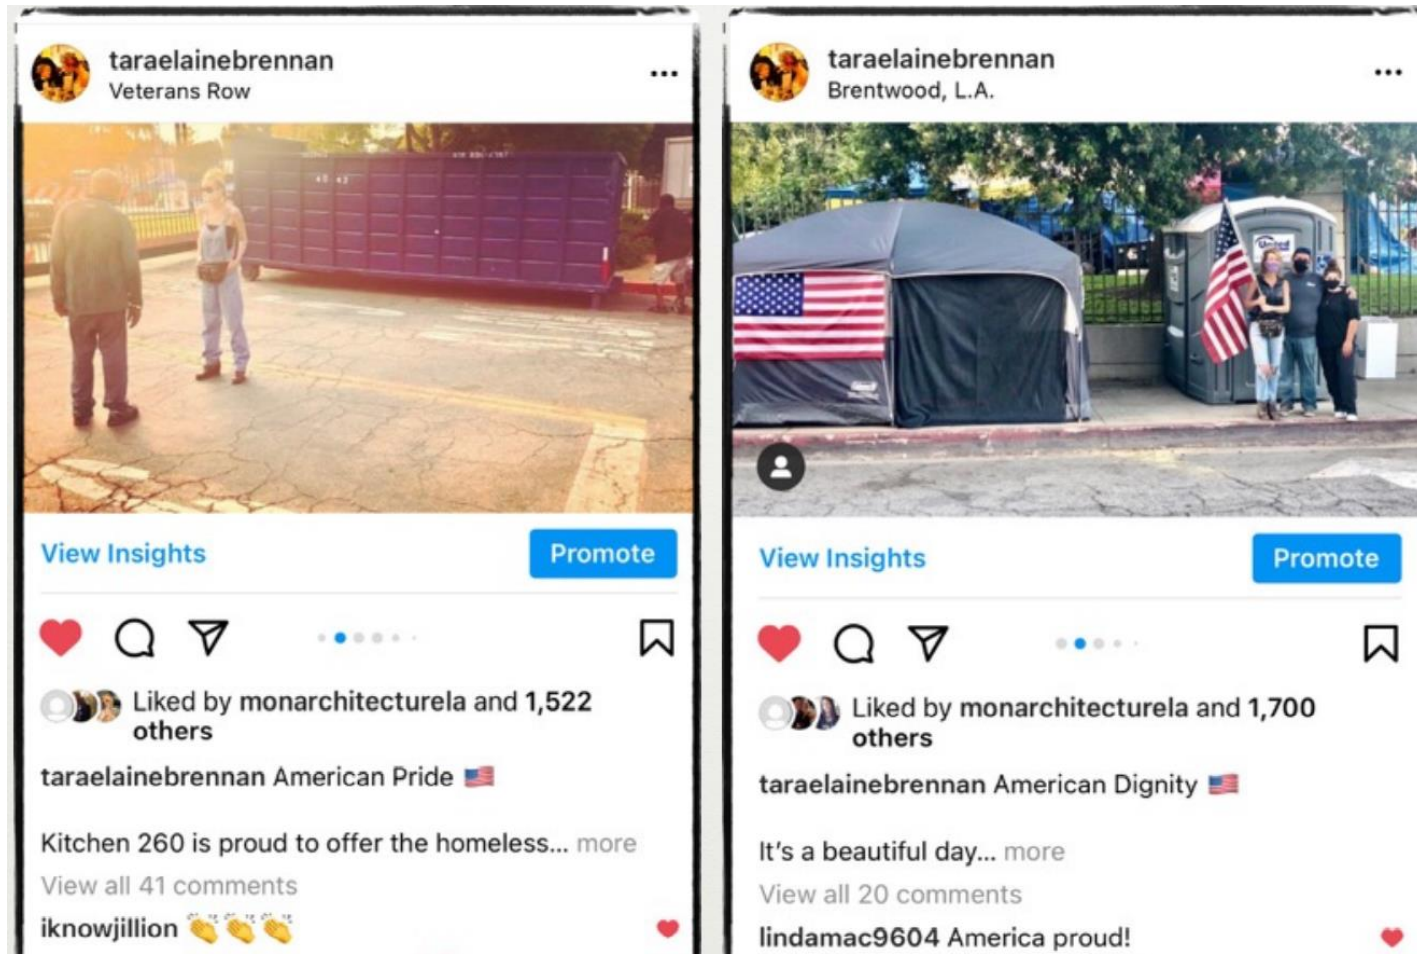 taraelainebrennan
Veterans Row
View Insights
Promote
Liked by monarchitecturela and 1,522
others
taraelainebrennan American Pride 🇺🇸
Kitchen 260 is proud to offer the homeless... more
View all 41 comments
iknowjillion 👏👏👏
taraelainebrennan
Brentwood, L.A.
United
View Insights
Promote
Liked by monarchitecturela and 1,700
others
taraelainebrennan American Dignity 🇺🇸
It's a beautiful day... more
View all 20 comments
lindamac9604 America proud!